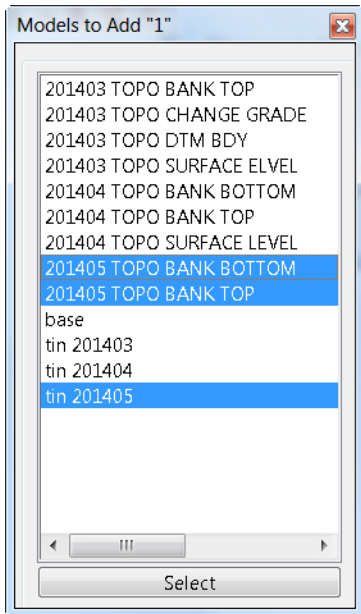 Models to Add "1"
201403 TOPO BANK TOP
201403 TOPO CHANGE GRADE
201403 TOPO DTM BDY
201403 TOPO SURFACE ELVEL
201404 TOPO BANK BOTTOM
201404 TOPO BANK TOP
201404 TOPO SURFACE LEVEL
201405 TOPO BANK BOTTOM
201405 TOPO BANK TOP
base
tin 201403
tin 201404
tin 201405
Select